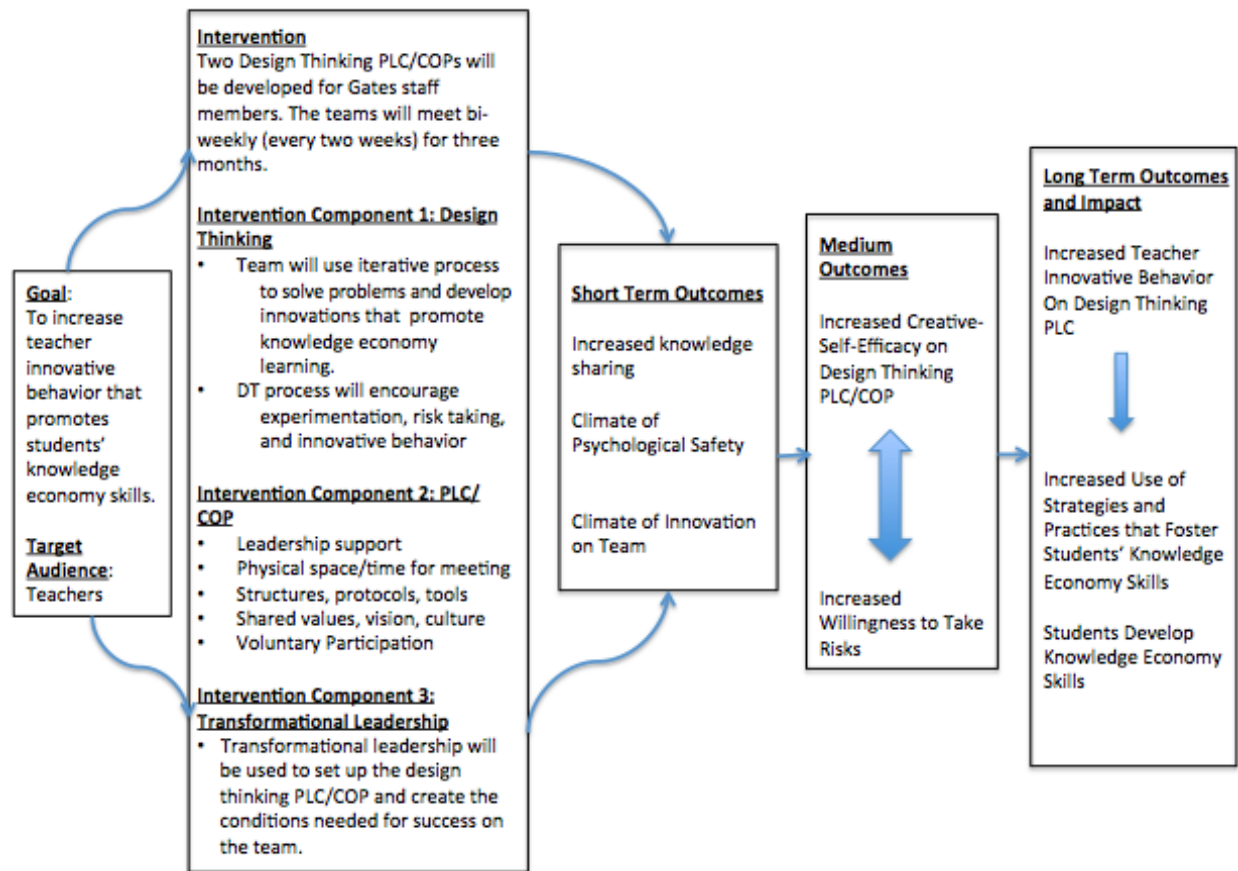 Goal:
To increase
teacher
innovative
behavior that
promotes
students’
knowledge
economy skills.
Target
Audience:
Teachers
Intervention
Two Design Thinking PLC/COPs will
be developed for Gates staff
members. The teams will meet bi-
weekly (every two weeks) for three
months.
Intervention Component 1: Design
Thinking
• Team will use iterative process
to solve problems and develop
innovations that promote
knowledge economy
learning.
• DT process will encourage
experimentation, risk taking,
and innovative behavior
Intervention Component 2: PLC/
COP
• Leadership support
• Physical space/time for meeting
• Structures, protocols, tools
• Shared values, vision, culture
• Voluntary Participation
Intervention Component 3:
Transformational Leadership
• Transformational leadership will
be used to set up the design
thinking PLC/COP and create the
conditions needed for success on
the team.
Short Term Outcomes
Increased knowledge
sharing
Climate of
Psychological Safety
Climate of Innovation
on Team
Medium
Outcomes
Increased Creative-
Self-Efficacy on
Design Thinking
PLC/COP
Increased
Willingness to Take
Risks
Long Term Outcomes
and Impact
Increased Teacher
Innovative Behavior
On Design Thinking
PLC
Increased Use of
Strategies and
Practices that Foster
Students’ Knowledge
Economy Skills
Students Develop
Knowledge Economy
Skills